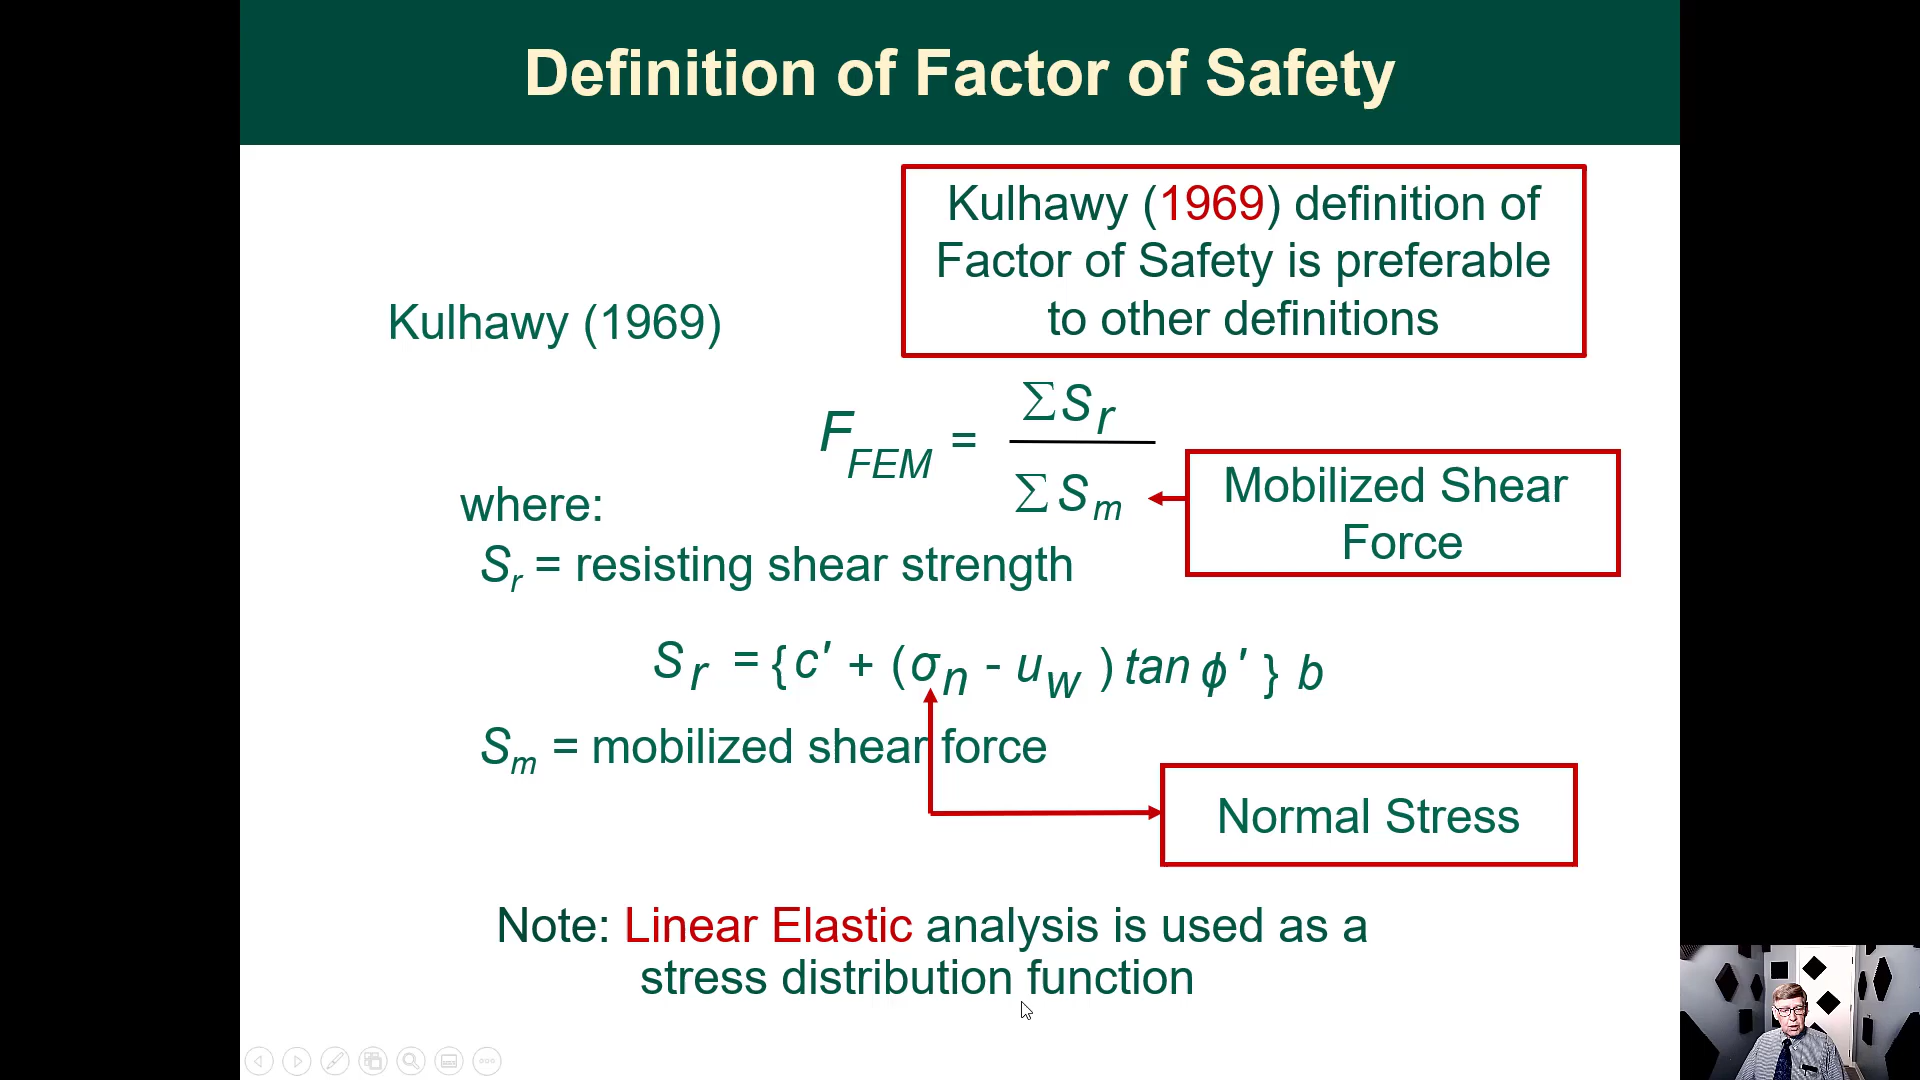 Definition of Factor of Safety
Kulhawy (1969) definition of
Factor of Safety is preferable
to other definitions
Kulhawy (1969)
F_FEM = ∑S_r / ∑S_m
Mobilized Shear
Force
where:
S_r = resisting shear strength
S_r = {c' + (σ_n - u_w) tan ϕ' } b
S_m = mobilized shear force
Normal Stress
Note: Linear Elastic analysis is used as a
stress distribution function